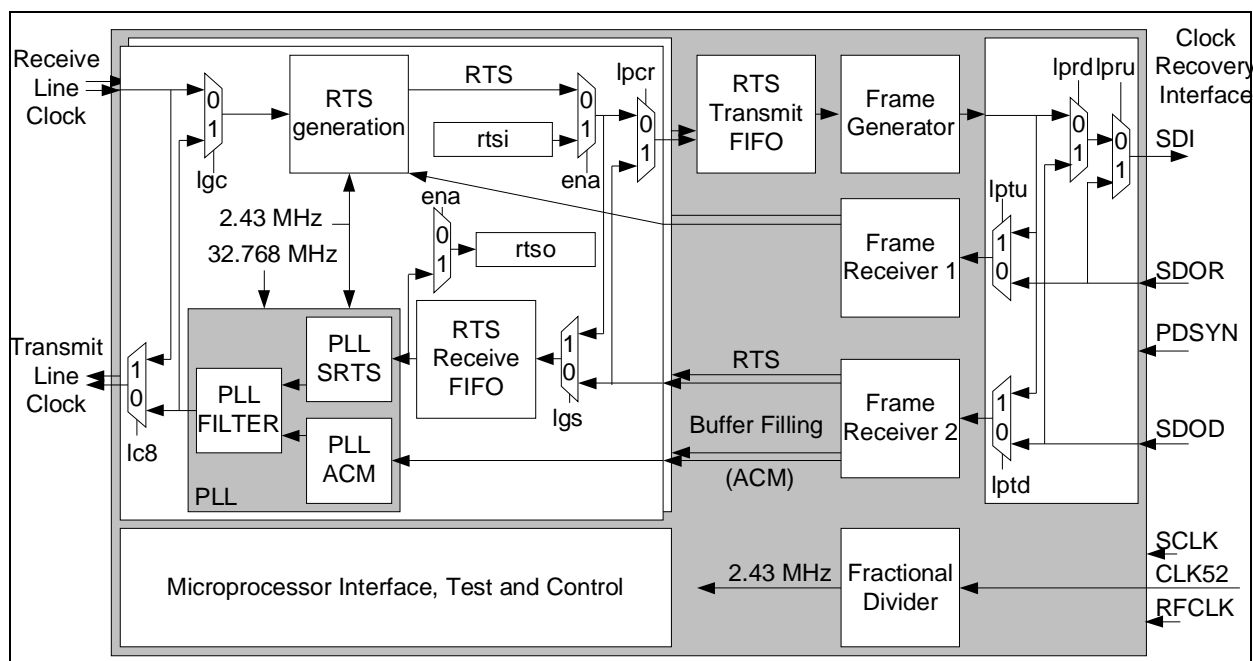 Receive
Line
Clock
0
1
lgc
RTS
generation
RTS
rtsi
0
1
ena
lpcr
0
1
RTS
Transmit
FIFO
Frame
Generator
lprd
lpru
0
1
0
1
Clock
Recovery
Interface
SDI
2.43 MHz
32.768 MHz
ena
0
1
rtso
Frame
Receiver 1
lptu
1
0
SDOR
PDSYN
Transmit
Line
Clock
1
0
lc8
PLL
FILTER
PLL
SRTS
PLL
ACM
PLL
RTS
Receive
FIFO
1
0
lgs
RTS
Buffer Filling
(ACM)
Frame
Receiver 2
1
0
lptd
SDOD
Microprocessor Interface, Test and Control
2.43 MHz
Fractional
Divider
SCLK
CLK52
RFCLK